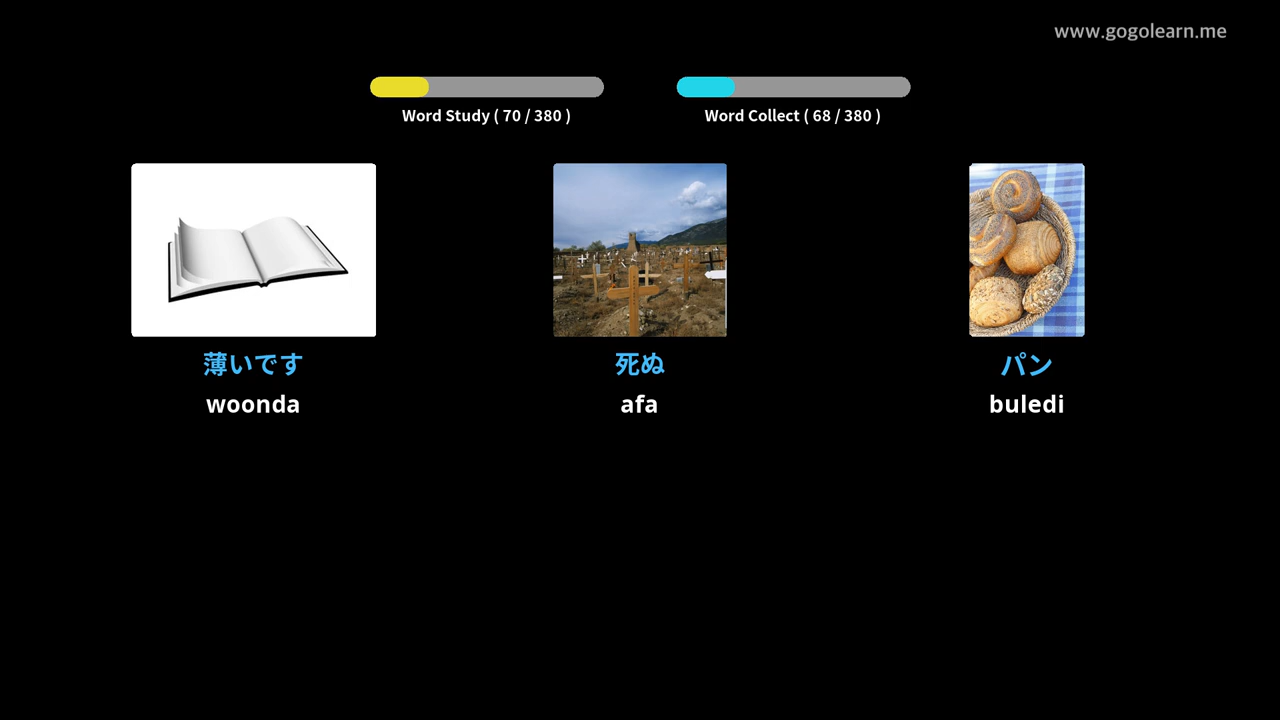 www.gogolearn.me
Word Study ( 70 / 380 )
Word Collect ( 68 / 380 )
薄いです
死ぬ
パン
woonda
afa
buledi